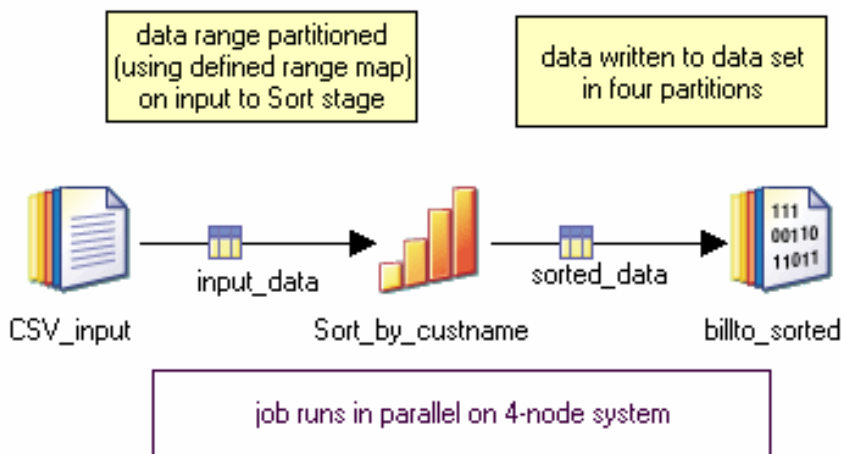 data range partitioned
(using defined range map)
on input to Sort stage
data written to data set
in four partitions
111
00110
11011
input_data
sorted_data
CSV_input
Sort_by_custname
billto_sorted
job runs in parallel on 4-node system